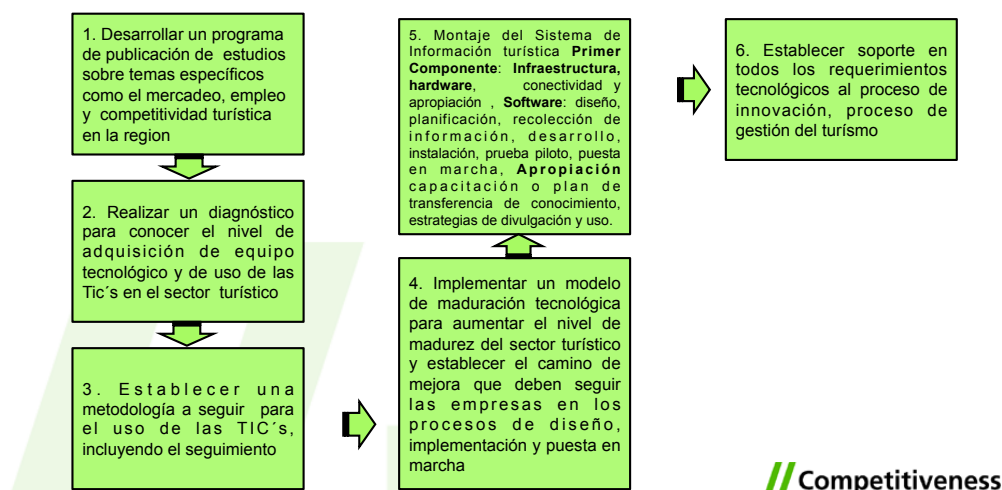 1. Desarrollar un programa
de publicación de estudios
sobre temas específicos
como el mercadeo, empleo
y competitividad turística
en la region
2. Realizar un diagnóstico
para conocer el nivel de
adquisición de equipo
tecnológico y de uso de las
Tic´s en el sector turístico
3. Establecer una
metodología a seguir para
el uso de las TIC´s,
incluyendo el seguimiento
4. Implementar un modelo
de maduración tecnológica
para aumentar el nivel de
madurez del sector turístico
y establecer el camino de
mejora que deben seguir
las empresas en los
procesos de diseño,
implementación y puesta en
marcha
5. Montaje del Sistema de
Información turística Primer
Componente: Infraestructura,
hardware, conectividad y
apropiación , Software: diseño,
planificación, recolección de
información, desarrollo,
instalación, prueba piloto, puesta
en marcha, Apropiación
capacitación o plan de
transferencia de conocimiento,
estrategias de divulgación y uso.
6. Establecer soporte en
todos los requerimientos
tecnológicos al proceso de
innovación, proceso de
gestión del turísmo
Competitiveness